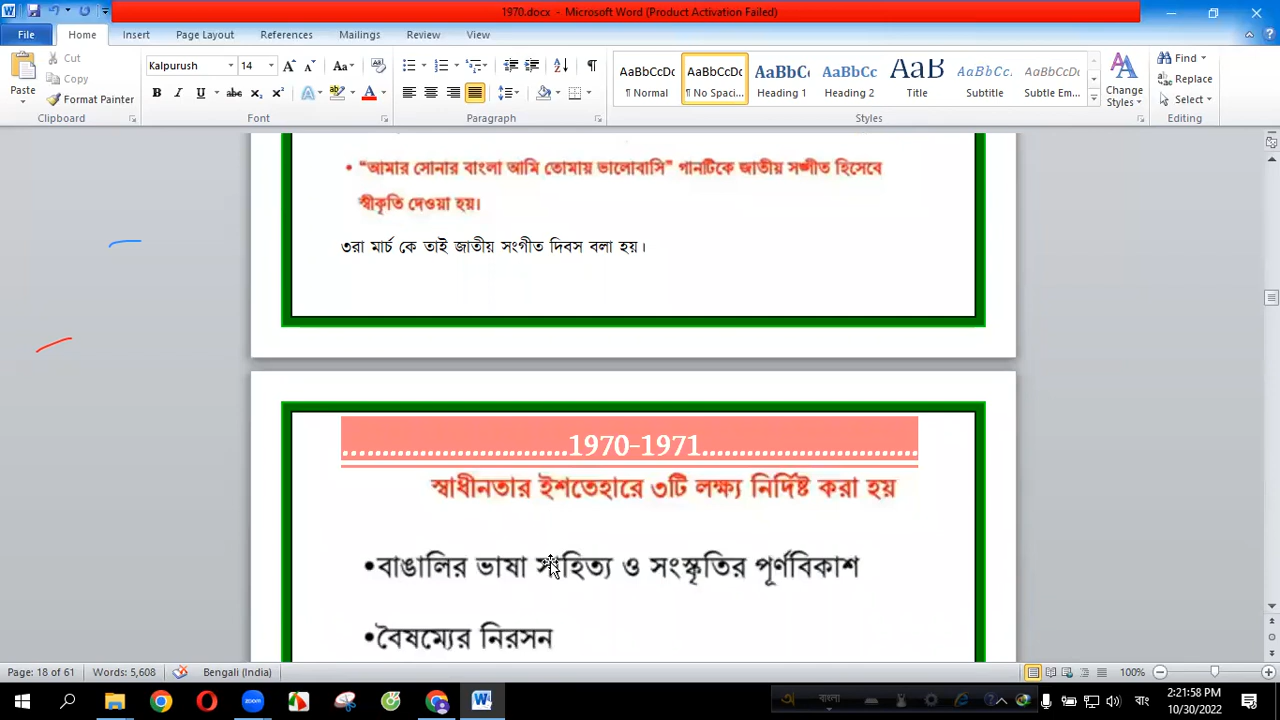 1970.docx - Microsoft Word (Product Activation Failed)
File Home Insert Page Layout References Mailings Review View
Cut
Copy
Format Painter
Paste
Clipboard
Kalpurush 14
Font
Paragraph
AaBbCcDc AaBbCcDc AaBbCc AaBbCc AaB AaBbCcDc AaBbCcDc
¶ Normal ¶ No Spaci... Heading 1 Heading 2 Title Subtitle Subtle Em...
Change Styles
Styles
Find
Replace
Select
Editing
• “আমার সোনার বাংলা আমি তোমায় ভালোবাসি” গানটিকে জাতীয় সঙ্গীত হিসেবে
স্বীকৃতি দেওয়া হয়।
৩রা মার্চ কে তাই জাতীয় সংগীত দিবস বলা হয়।
..............................1970-1971.............................
স্বাধীনতার ইশতেহারে ৩টি লক্ষ্য নির্দিষ্ট করা হয়
•বাঙালির ভাষা সাহিত্য ও সংস্কৃতির পূর্ণবিকাশ
•বৈষম্যের নিরসন
Page: 18 of 61 Words: 5,608 Bengali (India) 100%
zoom
বাংলা
বাং
2:21:58 PM
10/30/2022